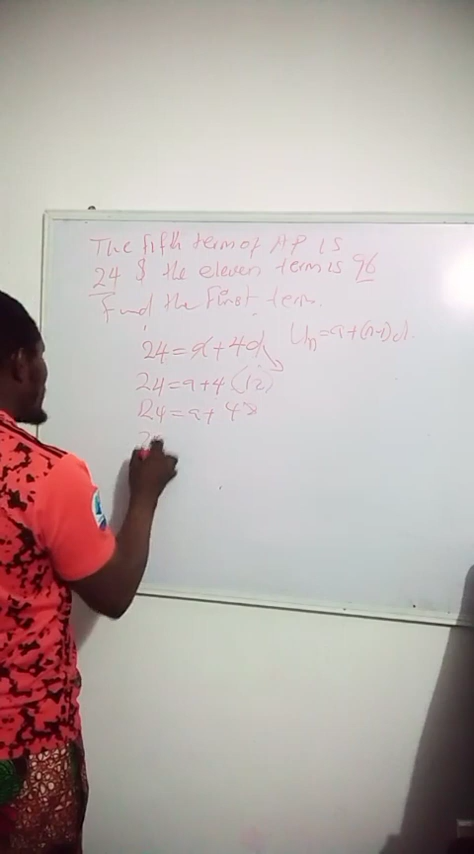 The fifth term of AP IS
24 & the eleven term is 96
find the first term.
Un=a+(n-1)d.
24=a+4d
24=a+4(12)
24=a+48
24